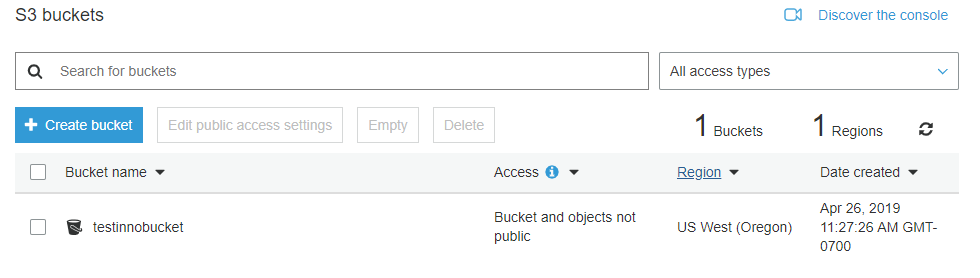 S3 buckets
Discover the console
Search for buckets
All access types
Create bucket
Edit public access settings
Empty
Delete
1 Buckets
1 Regions
Bucket name
Access
Region
Date created
testinnobucket
Bucket and objects not
public
US West (Oregon)
Apr 26, 2019
11:27:26 AM GMT-
0700